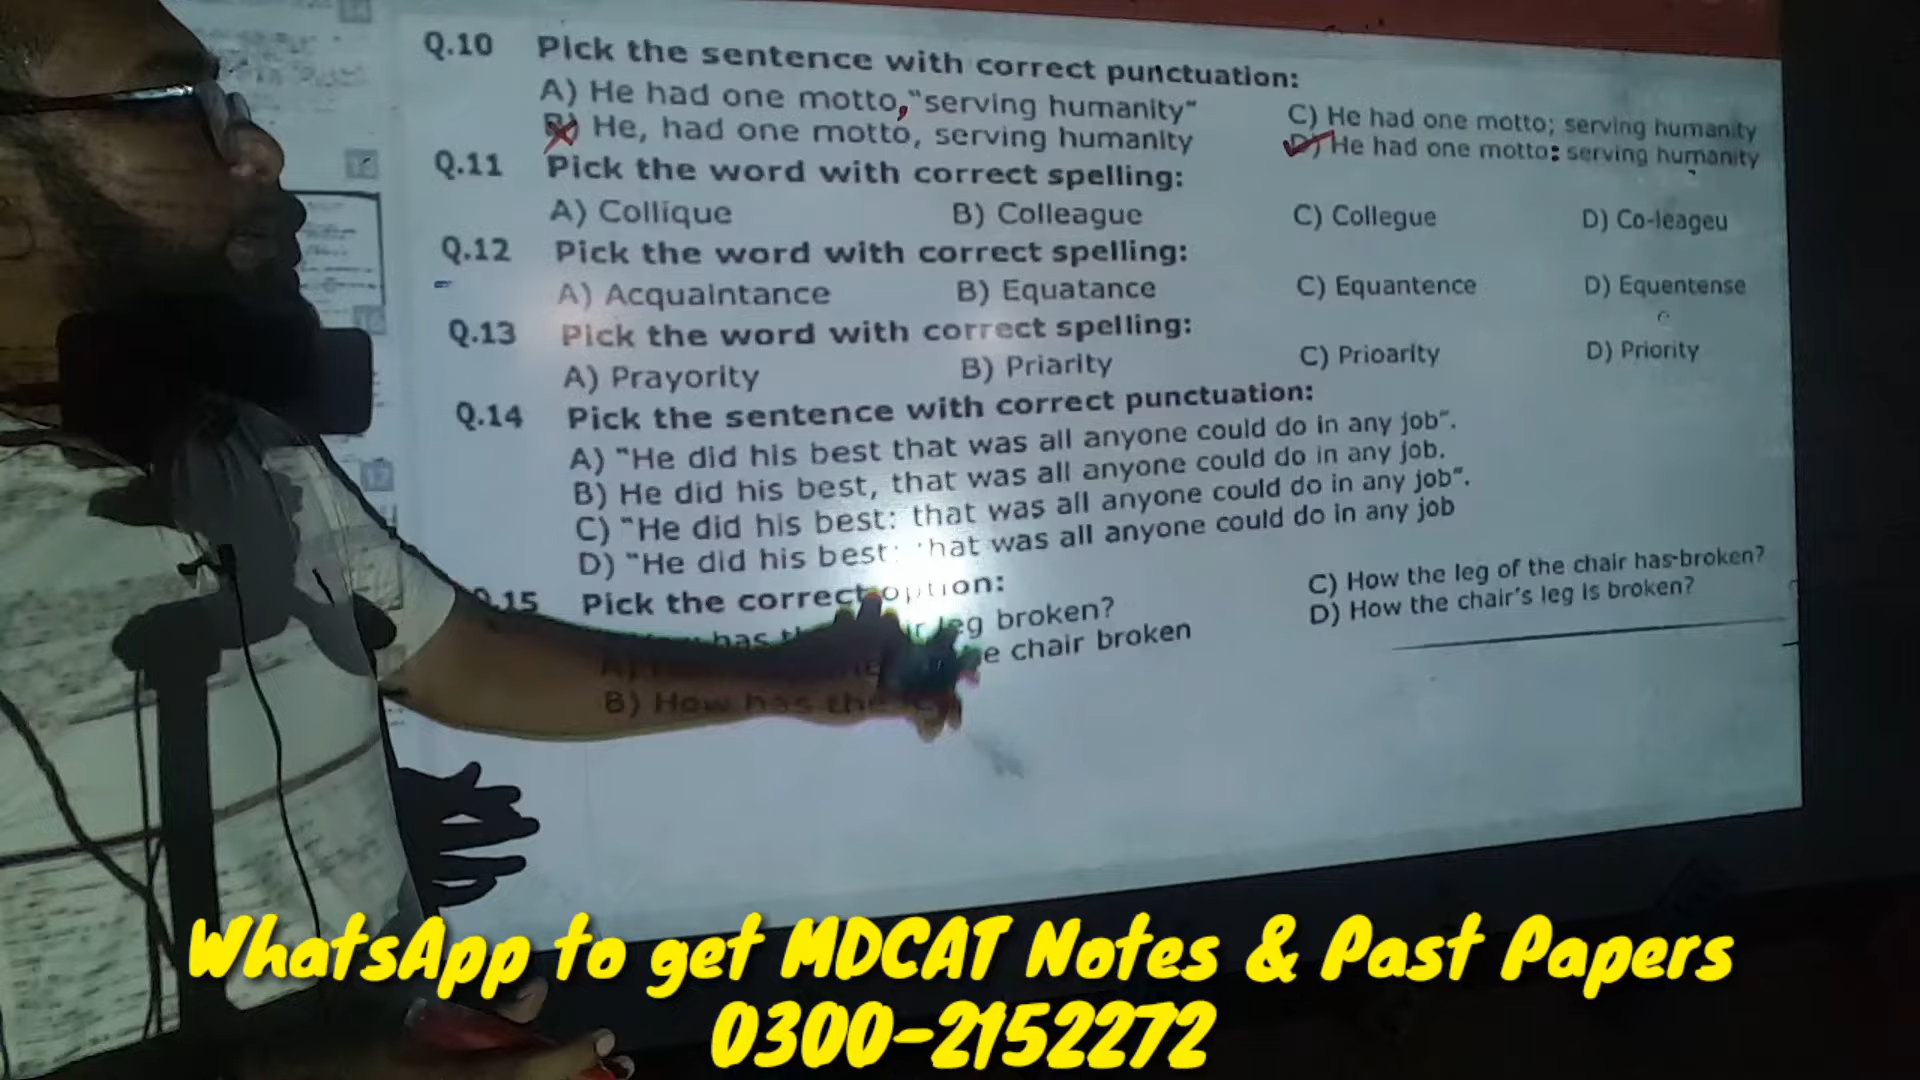 Q.10 Pick the sentence with correct punctuation:
A) He had one motto,"serving humanity"
C) He had one motto; serving humanity
B) He, had one motto, serving humanity
D) He had one motto: serving humanity
Q.11 Pick the word with correct spelling:
A) Collique B) Colleague C) Collegue D) Co-leageu
Q.12 Pick the word with correct spelling:
A) Acquaintance B) Equatance C) Equantence D) Equentense
Q.13 Pick the word with correct spelling:
A) Prayority B) Priarity C) Prioarity D) Priority
Q.14 Pick the sentence with correct punctuation:
A) "He did his best that was all anyone could do in any job".
B) He did his best, that was all anyone could do in any job.
C) "He did his best: that was all anyone could do in any job".
D) "He did his best: that was all anyone could do in any job
Q.15 Pick the correct option:
has leg broken?
C) How the leg of the chair has-broken?
B) How has the chair broken
D) How the chair's leg is broken?
WhatsApp to get MDCAT Notes & Past Papers
0300-2152272